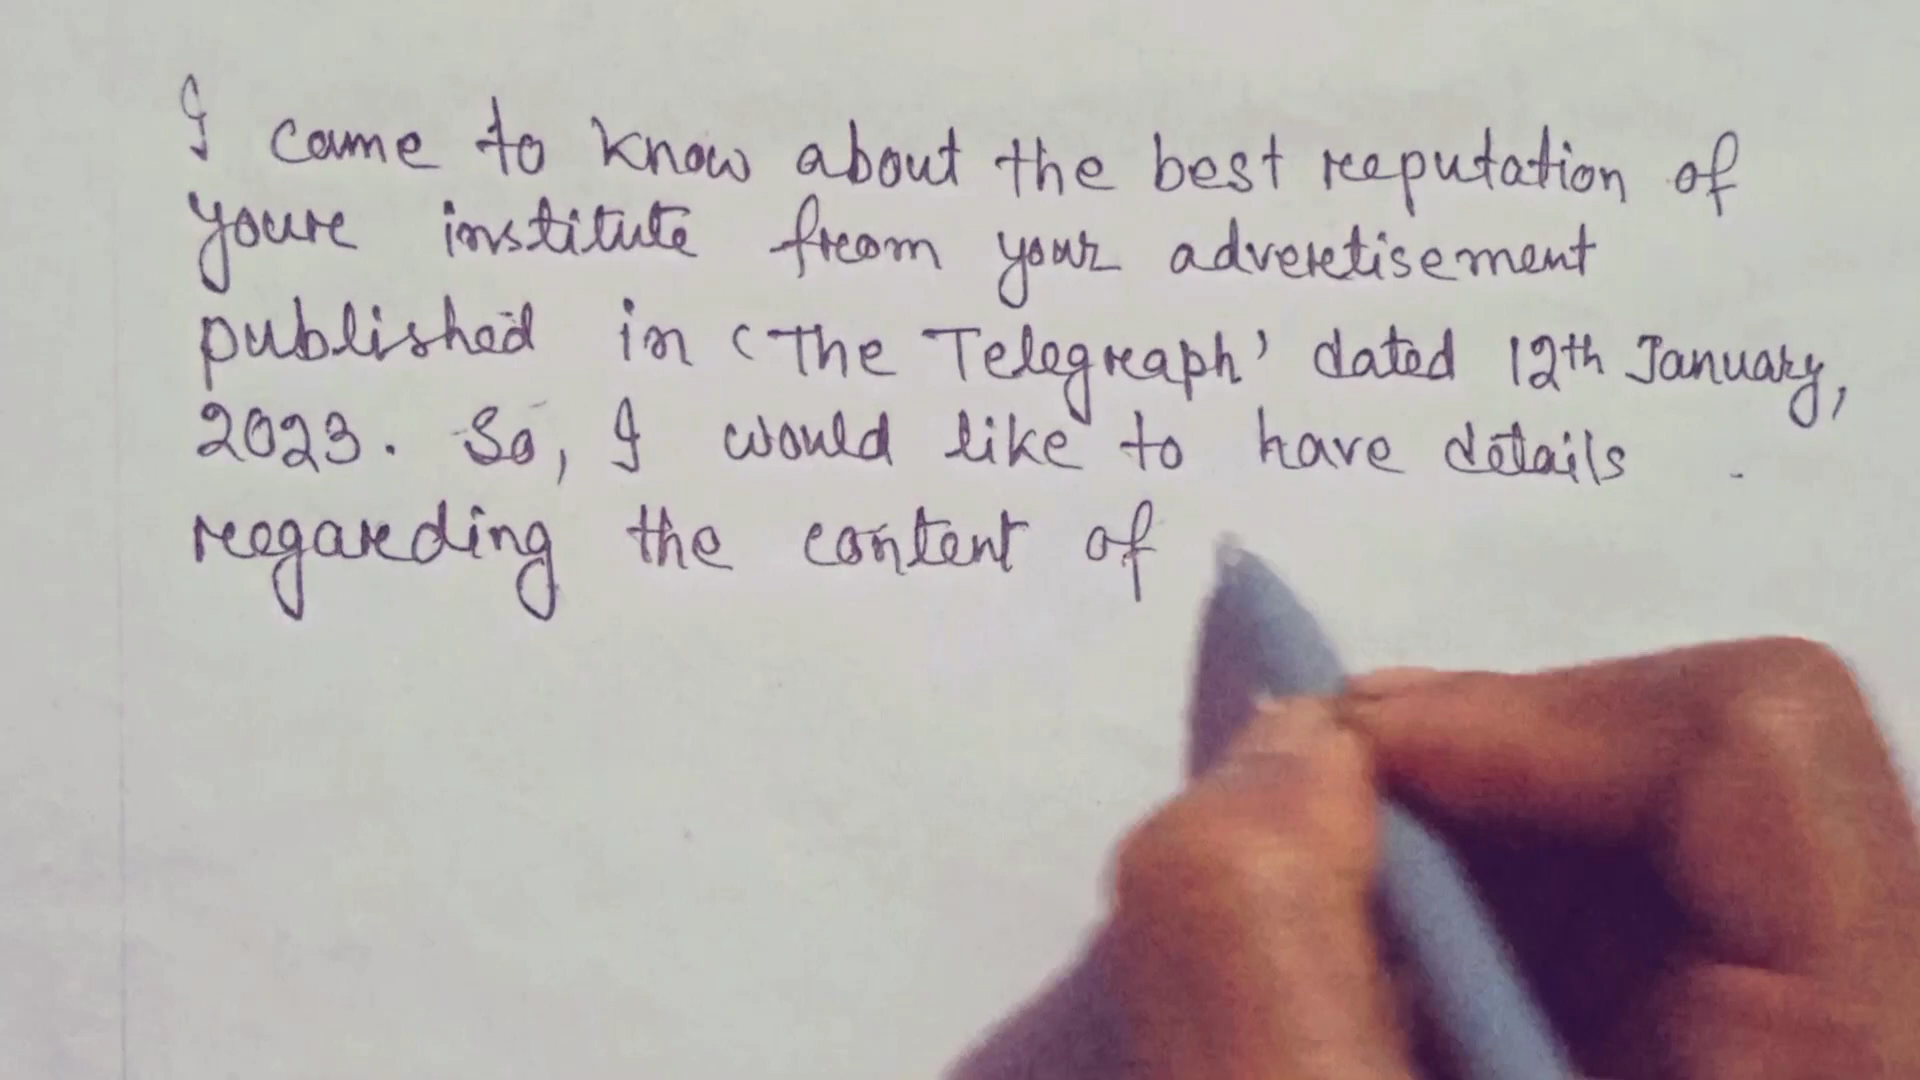 I came to know about the best reputation of
your institute from your advertisement
published in 'The Telegraph' dated 12th January,
2023. So, I would like to have details
regarding the content of